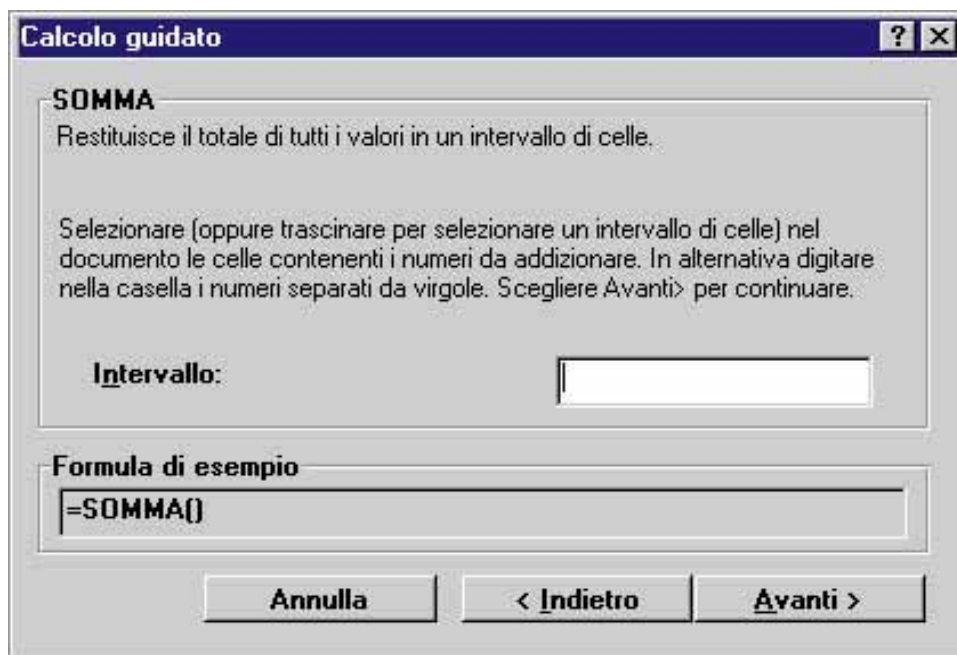 Calcolo guidato
SOMMA
Restituisce il totale di tutti i valori in un intervallo di celle.
Selezionare (oppure trascinare per selezionare un intervallo di celle) nel
documento le celle contenenti i numeri da addizionare. In alternativa digitare
nella casella i numeri separati da virgole. Scegliere Avanti> per continuare.
Intervallo:
Formula di esempio
=SOMMA()
Annulla < Indietro Avanti >